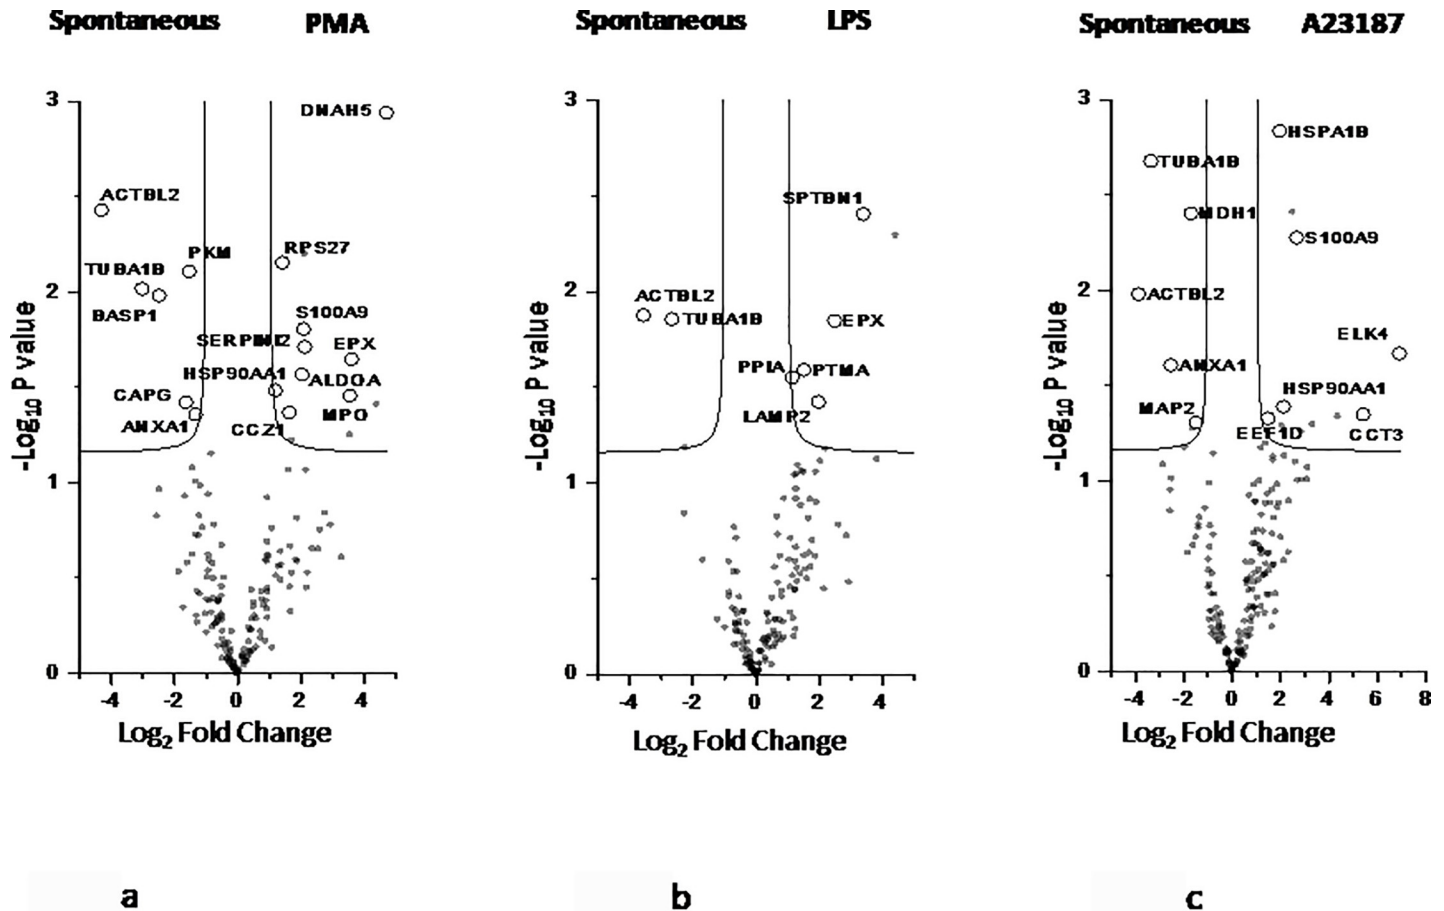 Spontaneous PMA
3
DNAH5
ACTBL2
PKM
RPS27
TUBA1B
2
BASP1
S100A9
EPX
HSP90AA1
ALDOA
CAPG
MPO
ANXA1
CCZ1
1
0
-4 -2 0 2 4
-Log10 P value
Log2 Fold Change
a
Spontaneous LPS
3
SPTBN1
2
ACTBL2
TUBA1B
EPX
PPIA
PTMA
LAMP2
1
0
-4 -2 0 2 4
-Log10 P value
Log2 Fold Change
b
Spontaneous A23187
3
HSPA1B
TUBA1B
MDH1
S100A9
2
ACTBL2
ELK4
ANXA1
HSP90AA1
MAP2
EEF1D
CCT3
1
0
-4 -2 0 2 4 6 8
-Log10 P value
Log2 Fold Change
c